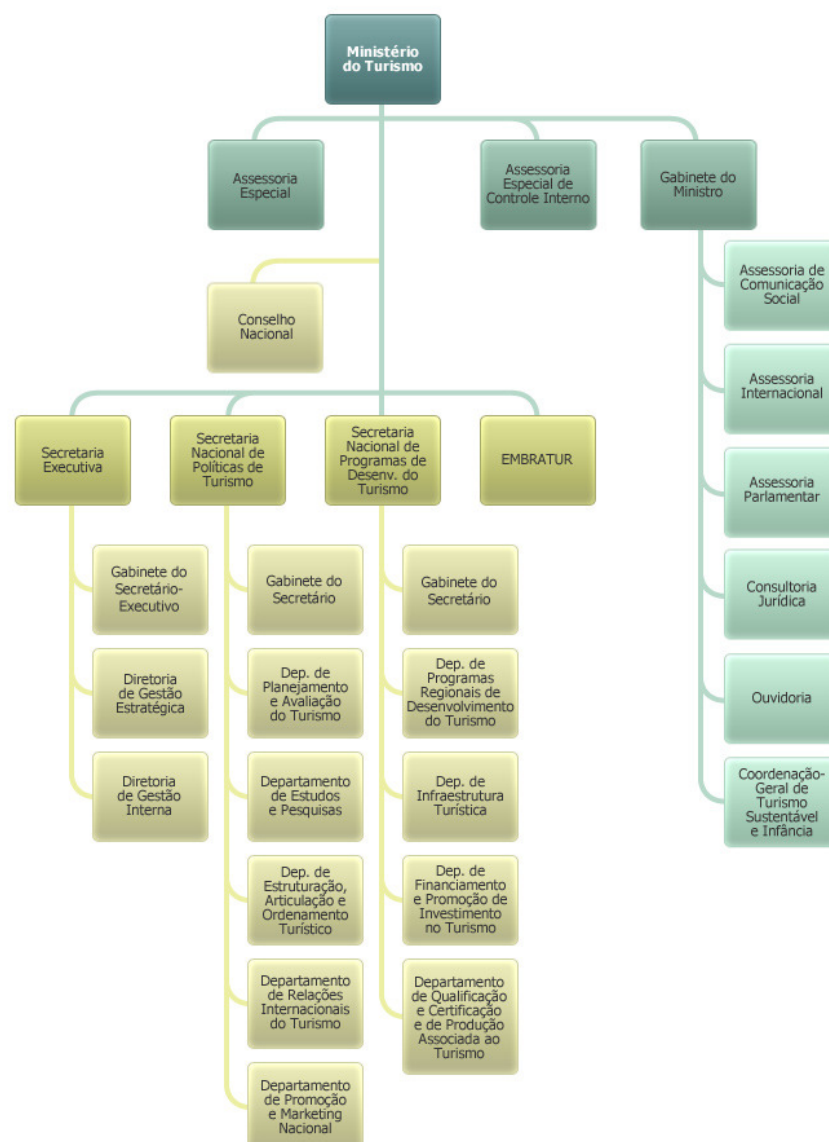 Ministério
do Turismo
Assessoria
Especial
Assessoria
Especial de
Controle Interno
Gabinete do
Ministro
Assessoria de
Comunicação
Social
Assessoria
Internacional
Assessoria
Parlamentar
Consultoria
Jurídica
Ouvidoria
Coordenação-
Geral de
Turismo
Sustentável
e Infância
Conselho
Nacional
Secretaria
Executiva
Gabinete do
Secretário-
Executivo
Diretoria
de Gestão
Estratégica
Diretoria
de Gestão
Interna
Secretaria
Nacional de
Políticas de
Turismo
Gabinete do
Secretário
Dep. de
Planejamento
e Avaliação
do Turismo
Departamento
de Estudos
e Pesquisas
Dep. de
Estruturação,
Articulação e
Ordenamento
Turístico
Departamento
de Relações
Internacionais
do Turismo
Departamento
de Promoção
e Marketing
Nacional
Secretaria
Nacional de
Programas de
Desenv. do
Turismo
Gabinete do
Secretário
Dep. de
Programas
Regionais de
Desenvolvimento
do Turismo
Dep. de
Infraestrutura
Turística
Dep. de
Financiamento
e Promoção de
Investimento
no Turismo
Departamento
de Qualificação
e Certificação
e de Produção
Associada ao
Turismo
EMBRATUR